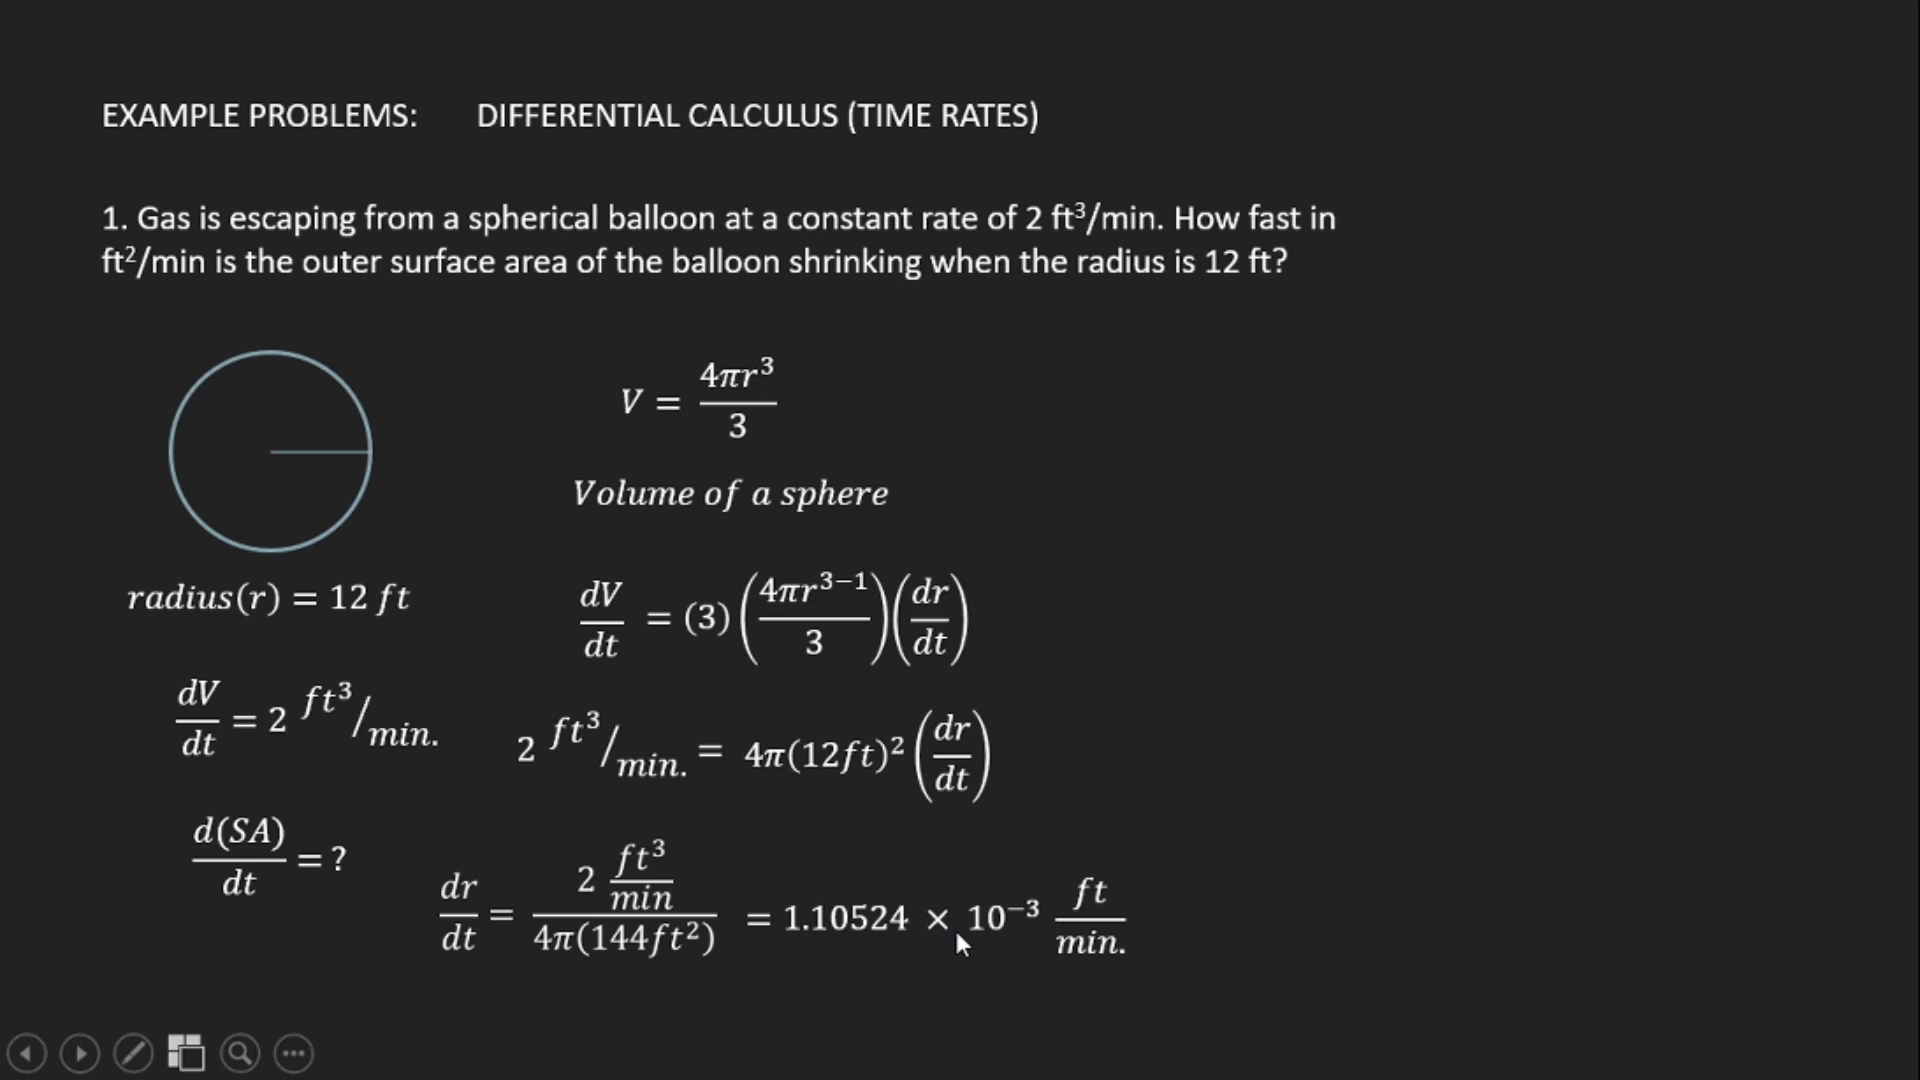 EXAMPLE PROBLEMS: DIFFERENTIAL CALCULUS (TIME RATES)
1. Gas is escaping from a spherical balloon at a constant rate of 2 ft³/min. How fast in
ft²/min is the outer surface area of the balloon shrinking when the radius is 12 ft?
V = 4πr³/3
Volume of a sphere
radius(r) = 12 ft
dV/dt = (3)(4πr³⁻¹/3)(dr/dt)
dV/dt = 2 ft³/min.
2 ft³/min. = 4π(12ft)²(dr/dt)
d(SA)/dt = ?
dr/dt = 2 ft³/min / 4π(144ft²) = 1.10524 × 10⁻³ ft/min.